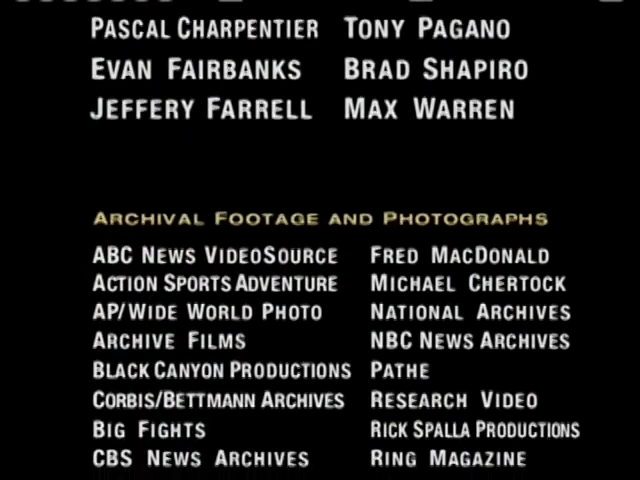 PASCAL CHARPENTIER TONY PAGANO
EVAN FAIRBANKS BRAD SHAPIRO
JEFFERY FARRELL MAX WARREN
ARCHIVAL FOOTAGE AND PHOTOGRAPHS
ABC NEWS VIDEOSOURCE FRED MACDONALD
ACTION SPORTS ADVENTURE MICHAEL CHERTOCK
AP/WIDE WORLD PHOTO NATIONAL ARCHIVES
ARCHIVE FILMS NBC NEWS ARCHIVES
BLACK CANYON PRODUCTIONS PATHE
CORBIS/BETTMANN ARCHIVES RESEARCH VIDEO
BIG FIGHTS RICK SPALLA PRODUCTIONS
CBS NEWS ARCHIVES RING MAGAZINE